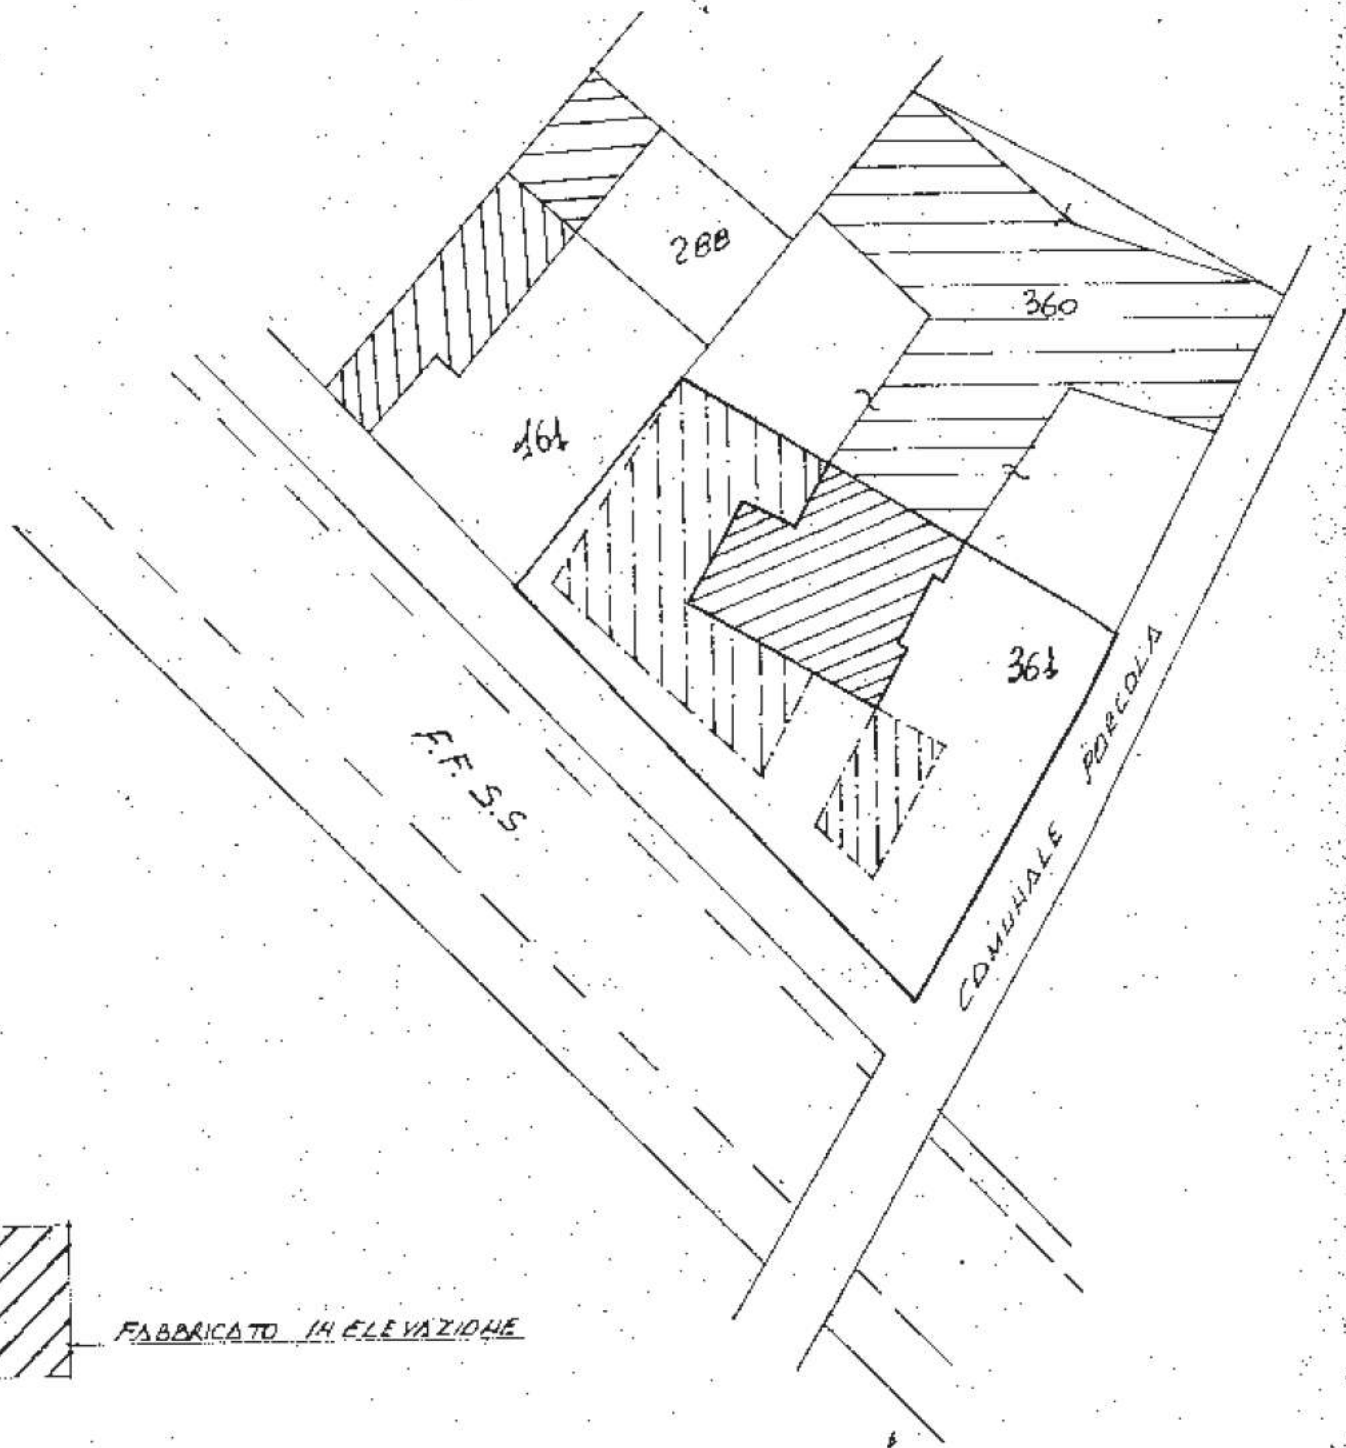 288
360
161
361
F.F. S.S.
COMUNALE PORCOLA
FABBRICATO IN ELEVAZIONE